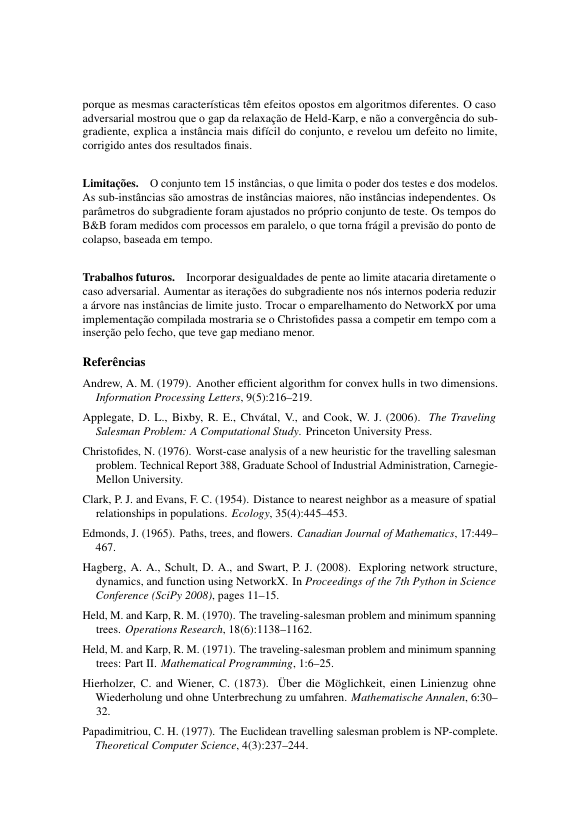 porque as mesmas características têm efeitos opostos em algoritmos diferentes. O caso
adversarial mostrou que o gap da relaxação de Held-Karp, e não a convergência do sub-
gradiente, explica a instância mais difícil do conjunto, e revelou um defeito no limite,
corrigido antes dos resultados finais.
Limitações. O conjunto tem 15 instâncias, o que limita o poder dos testes e dos modelos.
As sub-instâncias são amostras de instâncias maiores, não instâncias independentes. Os
parâmetros do subgradiente foram ajustados no próprio conjunto de teste. Os tempos do
B&B foram medidos com processos em paralelo, o que torna frágil a previsão do ponto de
colapso, baseada em tempo.
Trabalhos futuros. Incorporar desigualdades de pente ao limite atacaria diretamente o
caso adversarial. Aumentar as iterações do subgradiente nos nós internos poderia reduzir
a árvore nas instâncias de limite justo. Trocar o emparelhamento do NetworkX por uma
implementação compilada mostraria se o Christofides passa a competir em tempo com a
inserção pelo fecho, que teve gap mediano menor.
Referências
Andrew, A. M. (1979). Another efficient algorithm for convex hulls in two dimensions.
Information Processing Letters, 9(5):216–219.
Applegate, D. L., Bixby, R. E., Chvátal, V., and Cook, W. J. (2006). The Traveling
Salesman Problem: A Computational Study. Princeton University Press.
Christofides, N. (1976). Worst-case analysis of a new heuristic for the travelling salesman
problem. Technical Report 388, Graduate School of Industrial Administration, Carnegie-
Mellon University.
Clark, P. J. and Evans, F. C. (1954). Distance to nearest neighbor as a measure of spatial
relationships in populations. Ecology, 35(4):445–453.
Edmonds, J. (1965). Paths, trees, and flowers. Canadian Journal of Mathematics, 17:449–
467.
Hagberg, A. A., Schult, D. A., and Swart, P. J. (2008). Exploring network structure,
dynamics, and function using NetworkX. In Proceedings of the 7th Python in Science
Conference (SciPy 2008), pages 11–15.
Held, M. and Karp, R. M. (1970). The traveling-salesman problem and minimum spanning
trees. Operations Research, 18(6):1138–1162.
Held, M. and Karp, R. M. (1971). The traveling-salesman problem and minimum spanning
trees: Part II. Mathematical Programming, 1:6–25.
Hierholzer, C. and Wiener, C. (1873). Über die Möglichkeit, einen Linienzug ohne
Wiederholung und ohne Unterbrechung zu umfahren. Mathematische Annalen, 6:30–
32.
Papadimitriou, C. H. (1977). The Euclidean travelling salesman problem is NP-complete.
Theoretical Computer Science, 4(3):237–244.